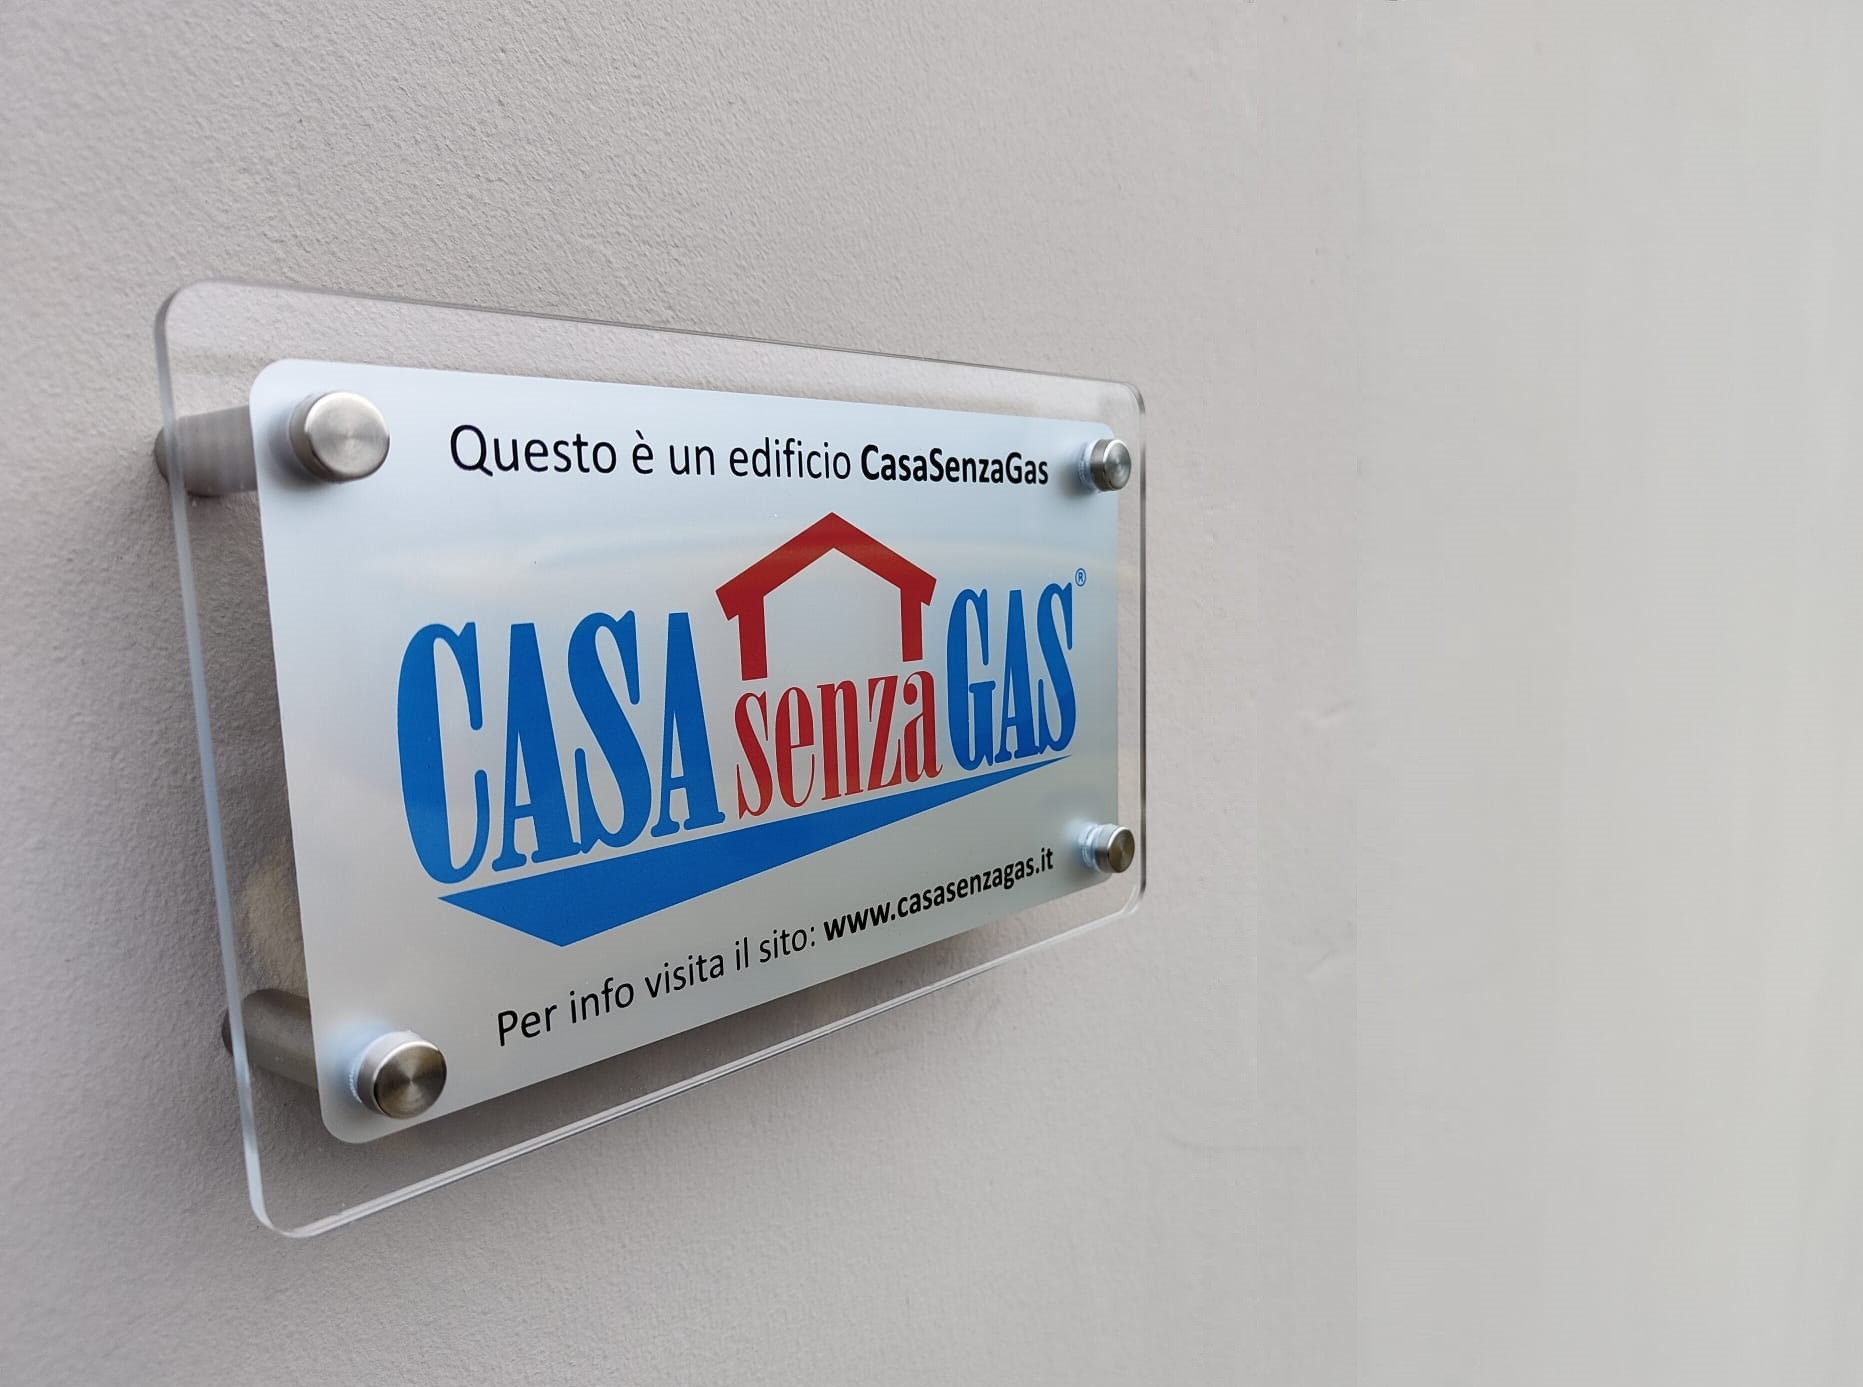 Questo è un edificio CasaSenzaGas
CASA senza GAS®
Per info visita il sito: www.casasenzagas.it